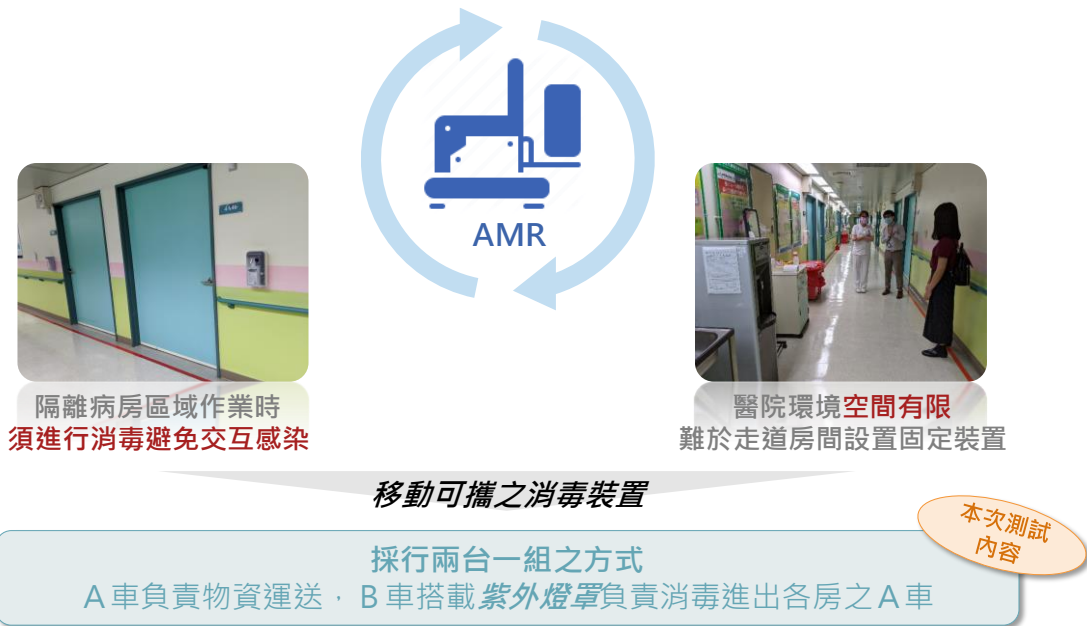 AMR
隔離病房區域作業時
須進行消毒避免交互感染
醫院環境空間有限
難於走道房間設置固定裝置
移動可攜之消毒裝置
本次測試
內容
採行兩台一組之方式
A車負責物資運送，B車搭載紫外燈罩負責消毒進出各房之A車